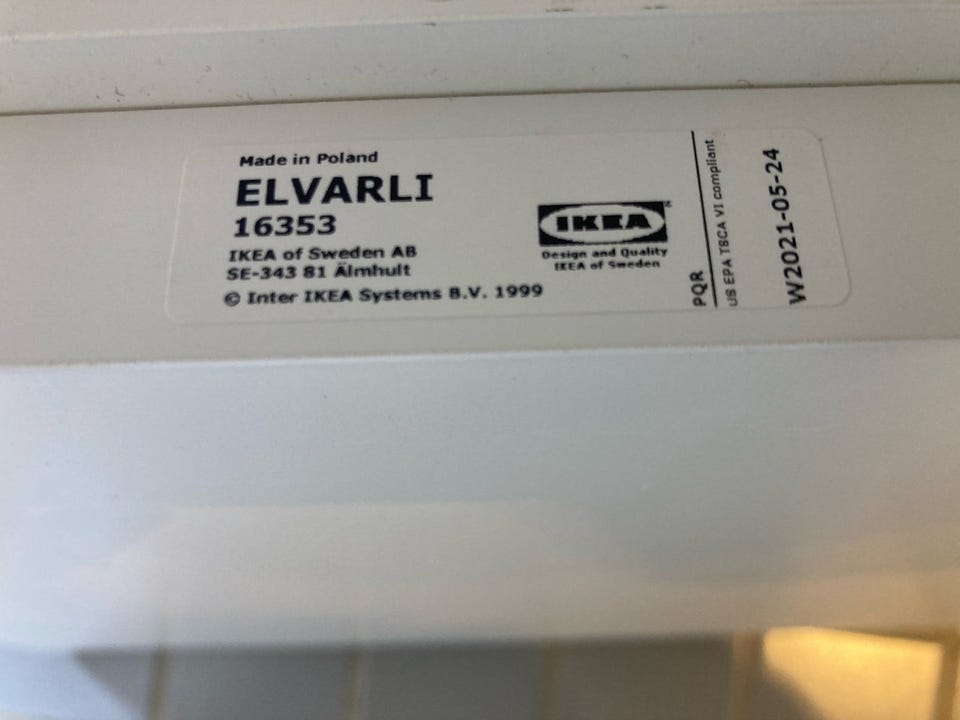 Made in Poland
ELVARLI
16353
IKEA of Sweden AB
SE-343 81 Älmhult
© Inter IKEA Systems B.V. 1999
IKEA
Design and Quality
IKEA of Sweden
PQR
US EPA TSCA VI compliant
W2021-05-24